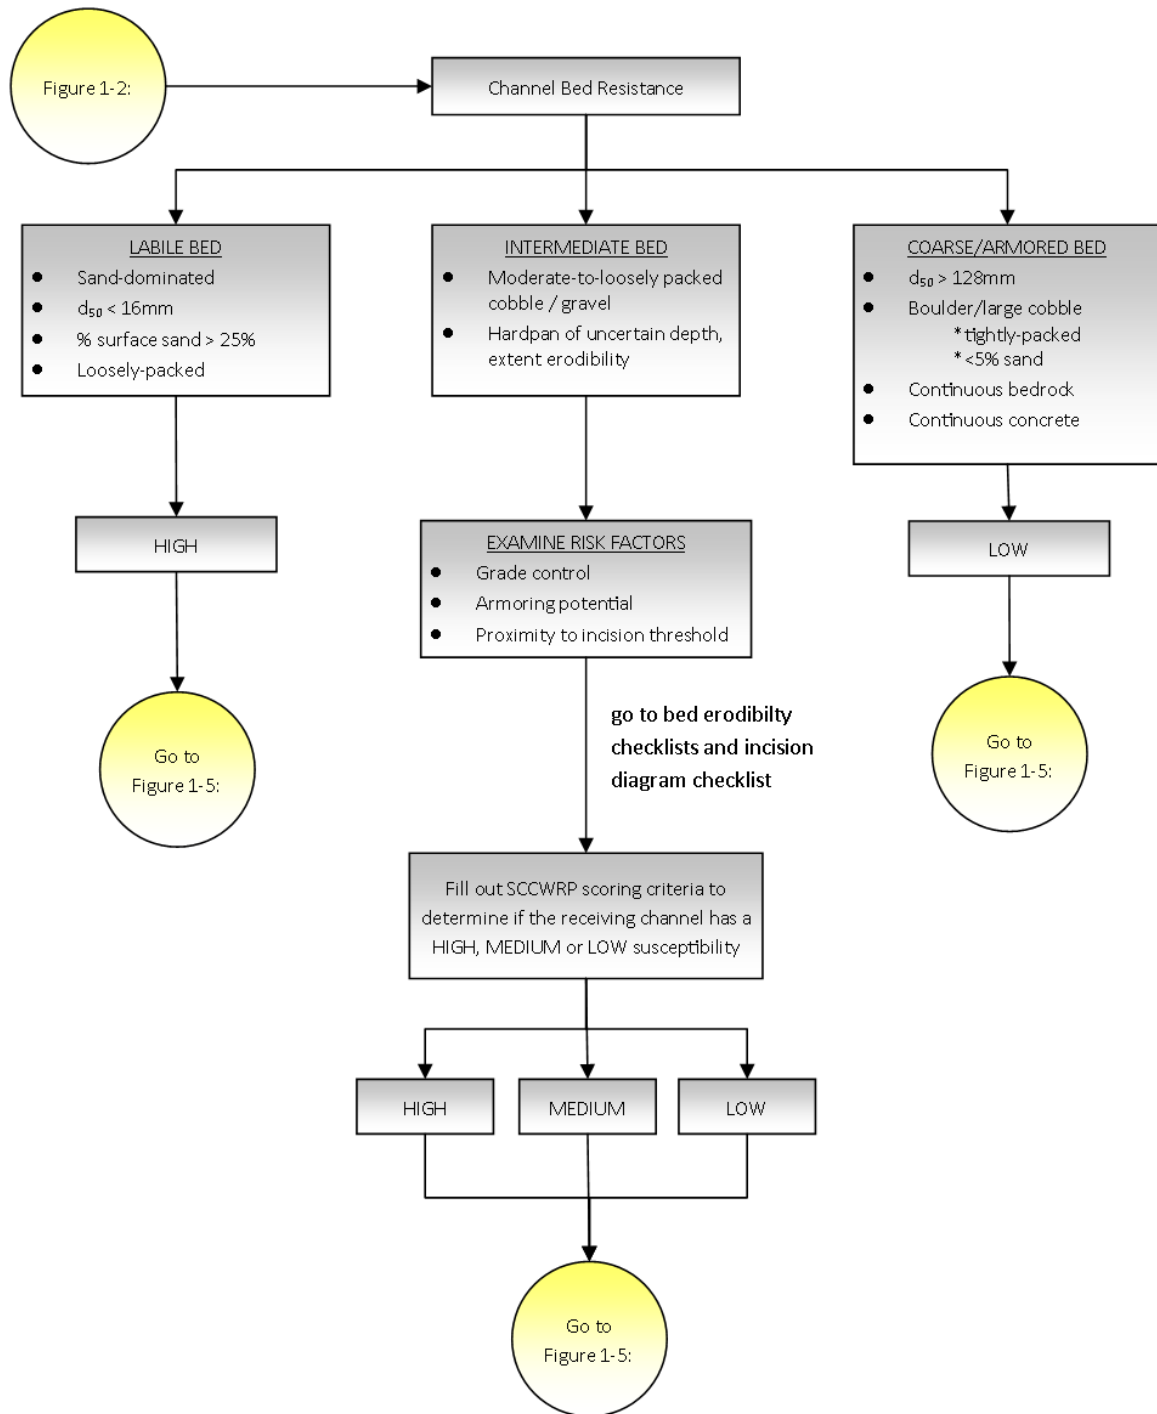 Figure 1-2:
Channel Bed Resistance
LABILE BED
● Sand-dominated
● d₅₀ < 16mm
● % surface sand > 25%
● Loosely-packed
INTERMEDIATE BED
● Moderate-to-loosely packed
cobble / gravel
● Hardpan of uncertain depth,
extent erodibility
COARSE/ARMORED BED
● d₅₀ > 128mm
● Boulder/large cobble
* tightly-packed
* <5% sand
● Continuous bedrock
● Continuous concrete
HIGH
EXAMINE RISK FACTORS
● Grade control
● Armoring potential
● Proximity to incision threshold
LOW
Go to
Figure 1-5:
go to bed erodibilty
checklists and incision
diagram checklist
Go to
Figure 1-5:
Fill out SCCWRP scoring criteria to
determine if the receiving channel has a
HIGH, MEDIUM or LOW susceptibility
HIGH
MEDIUM
LOW
Go to
Figure 1-5: